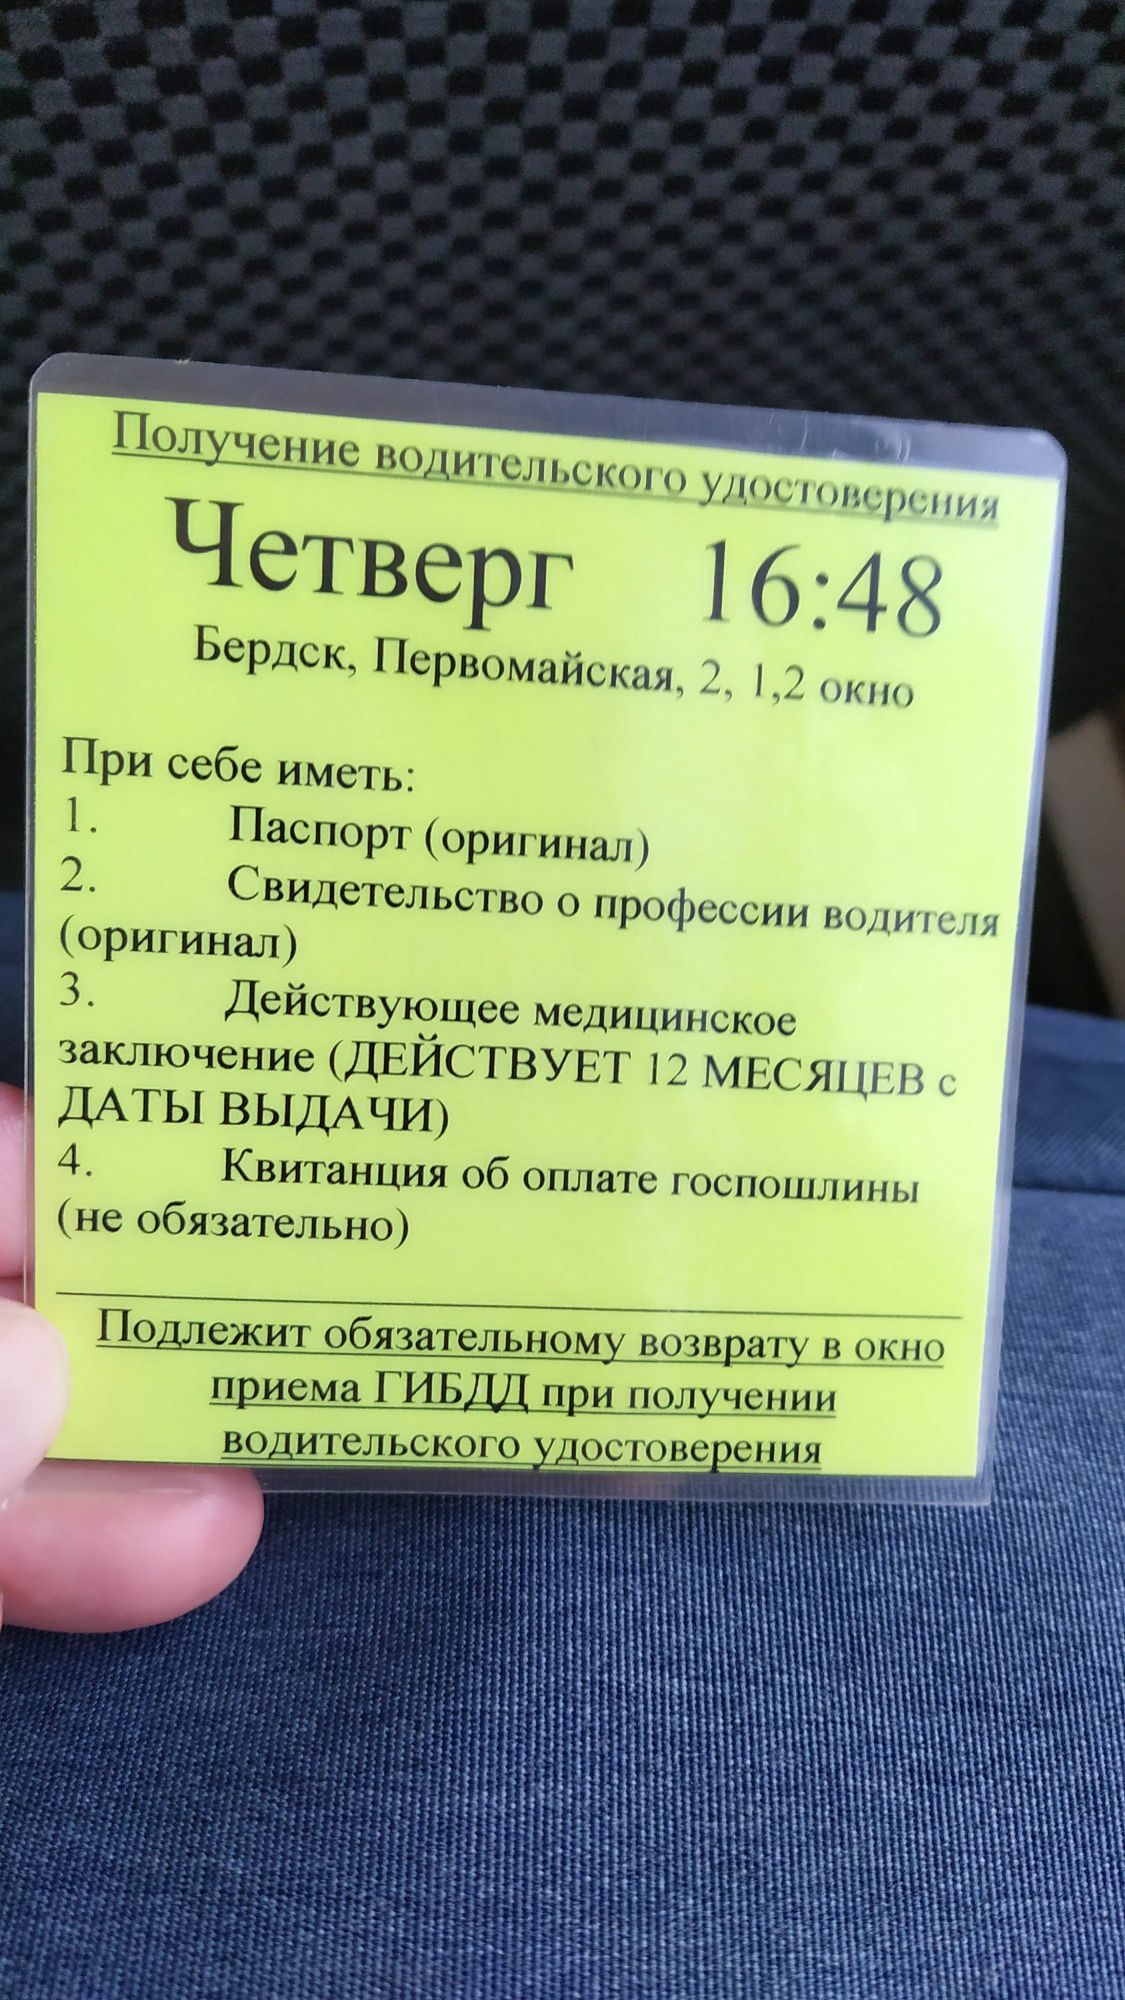 Получение водительского удостоверения
Четверг 16:48
Бердск, Первомайская, 2, 1,2 окно
При себе иметь:
1. Паспорт (оригинал)
2. Свидетельство о профессии водителя
(оригинал)
3. Действующее медицинское
заключение (ДЕЙСТВУЕТ 12 МЕСЯЦЕВ с
ДАТЫ ВЫДАЧИ)
4. Квитанция об оплате госпошлины
(не обязательно)
Подлежит обязательному возврату в окно
приема ГИБДД при получении
водительского удостоверения